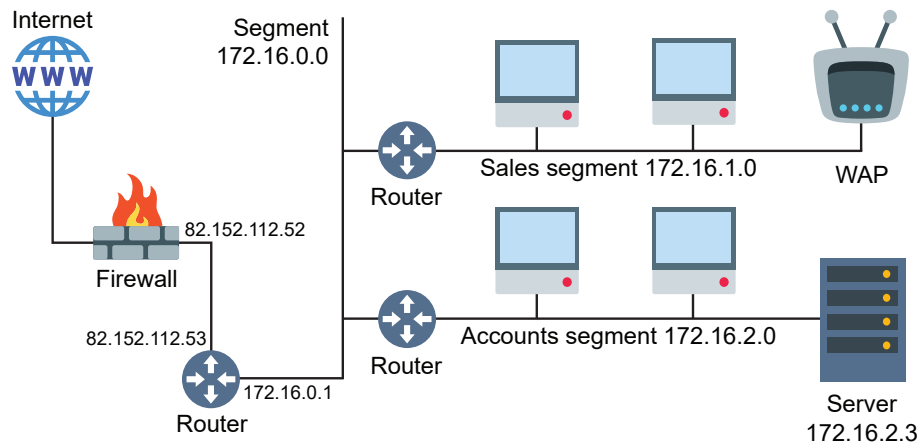 Internet
WWW
Segment
172.16.0.0
Router
Sales segment 172.16.1.0
WAP
82.152.112.52
Firewall
82.152.112.53
Router
172.16.0.1
Router
Accounts segment 172.16.2.0
Server
172.16.2.3